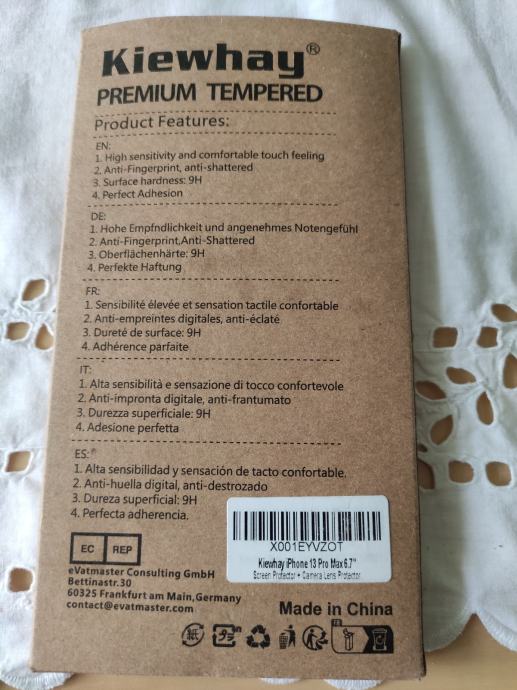 Kiewhay®
PREMIUM TEMPERED
Product Features:
EN:
1. High sensitivity and comfortable touch feeling
2. Anti-Fingerprint, anti-shattered
3. Surface hardness: 9H
4. Perfect Adhesion
DE:
1. Hohe Empfndlichkeit und angenehmes Notengefühl
2. Anti-Fingerprint,Anti-Shattered
3. Oberflächenhärte: 9H
4. Perfekte Haftung
FR:
1. Sensibilité élevée et sensation tactile confortable
2. Anti-empreintes digitales, anti-éclaté
3. Dureté de surface: 9H
4. Adhérence parfaite
IT:
1. Alta sensibilità e sensazione di tocco confortevole
2. Anti-impronta digitale, anti-frantumato
3. Durezza superficiale: 9H
4. Adesione perfetta
ES:
1. Alta sensibilidad y sensación de tacto confortable.
2. Anti-huella digital, anti-destrozado
3. Dureza superficial: 9H
4. Perfecta adherencia.
X001EYVZOT
Kiewhay iPhone 13 Pro Max 6.7"
Screen Protector + Camera Lens Protector
EC REP
eVatmaster Consulting GmbH
Bettinastr.30
60325 Frankfurt am Main,Germany
contact@evatmaster.com
Made in China
紙